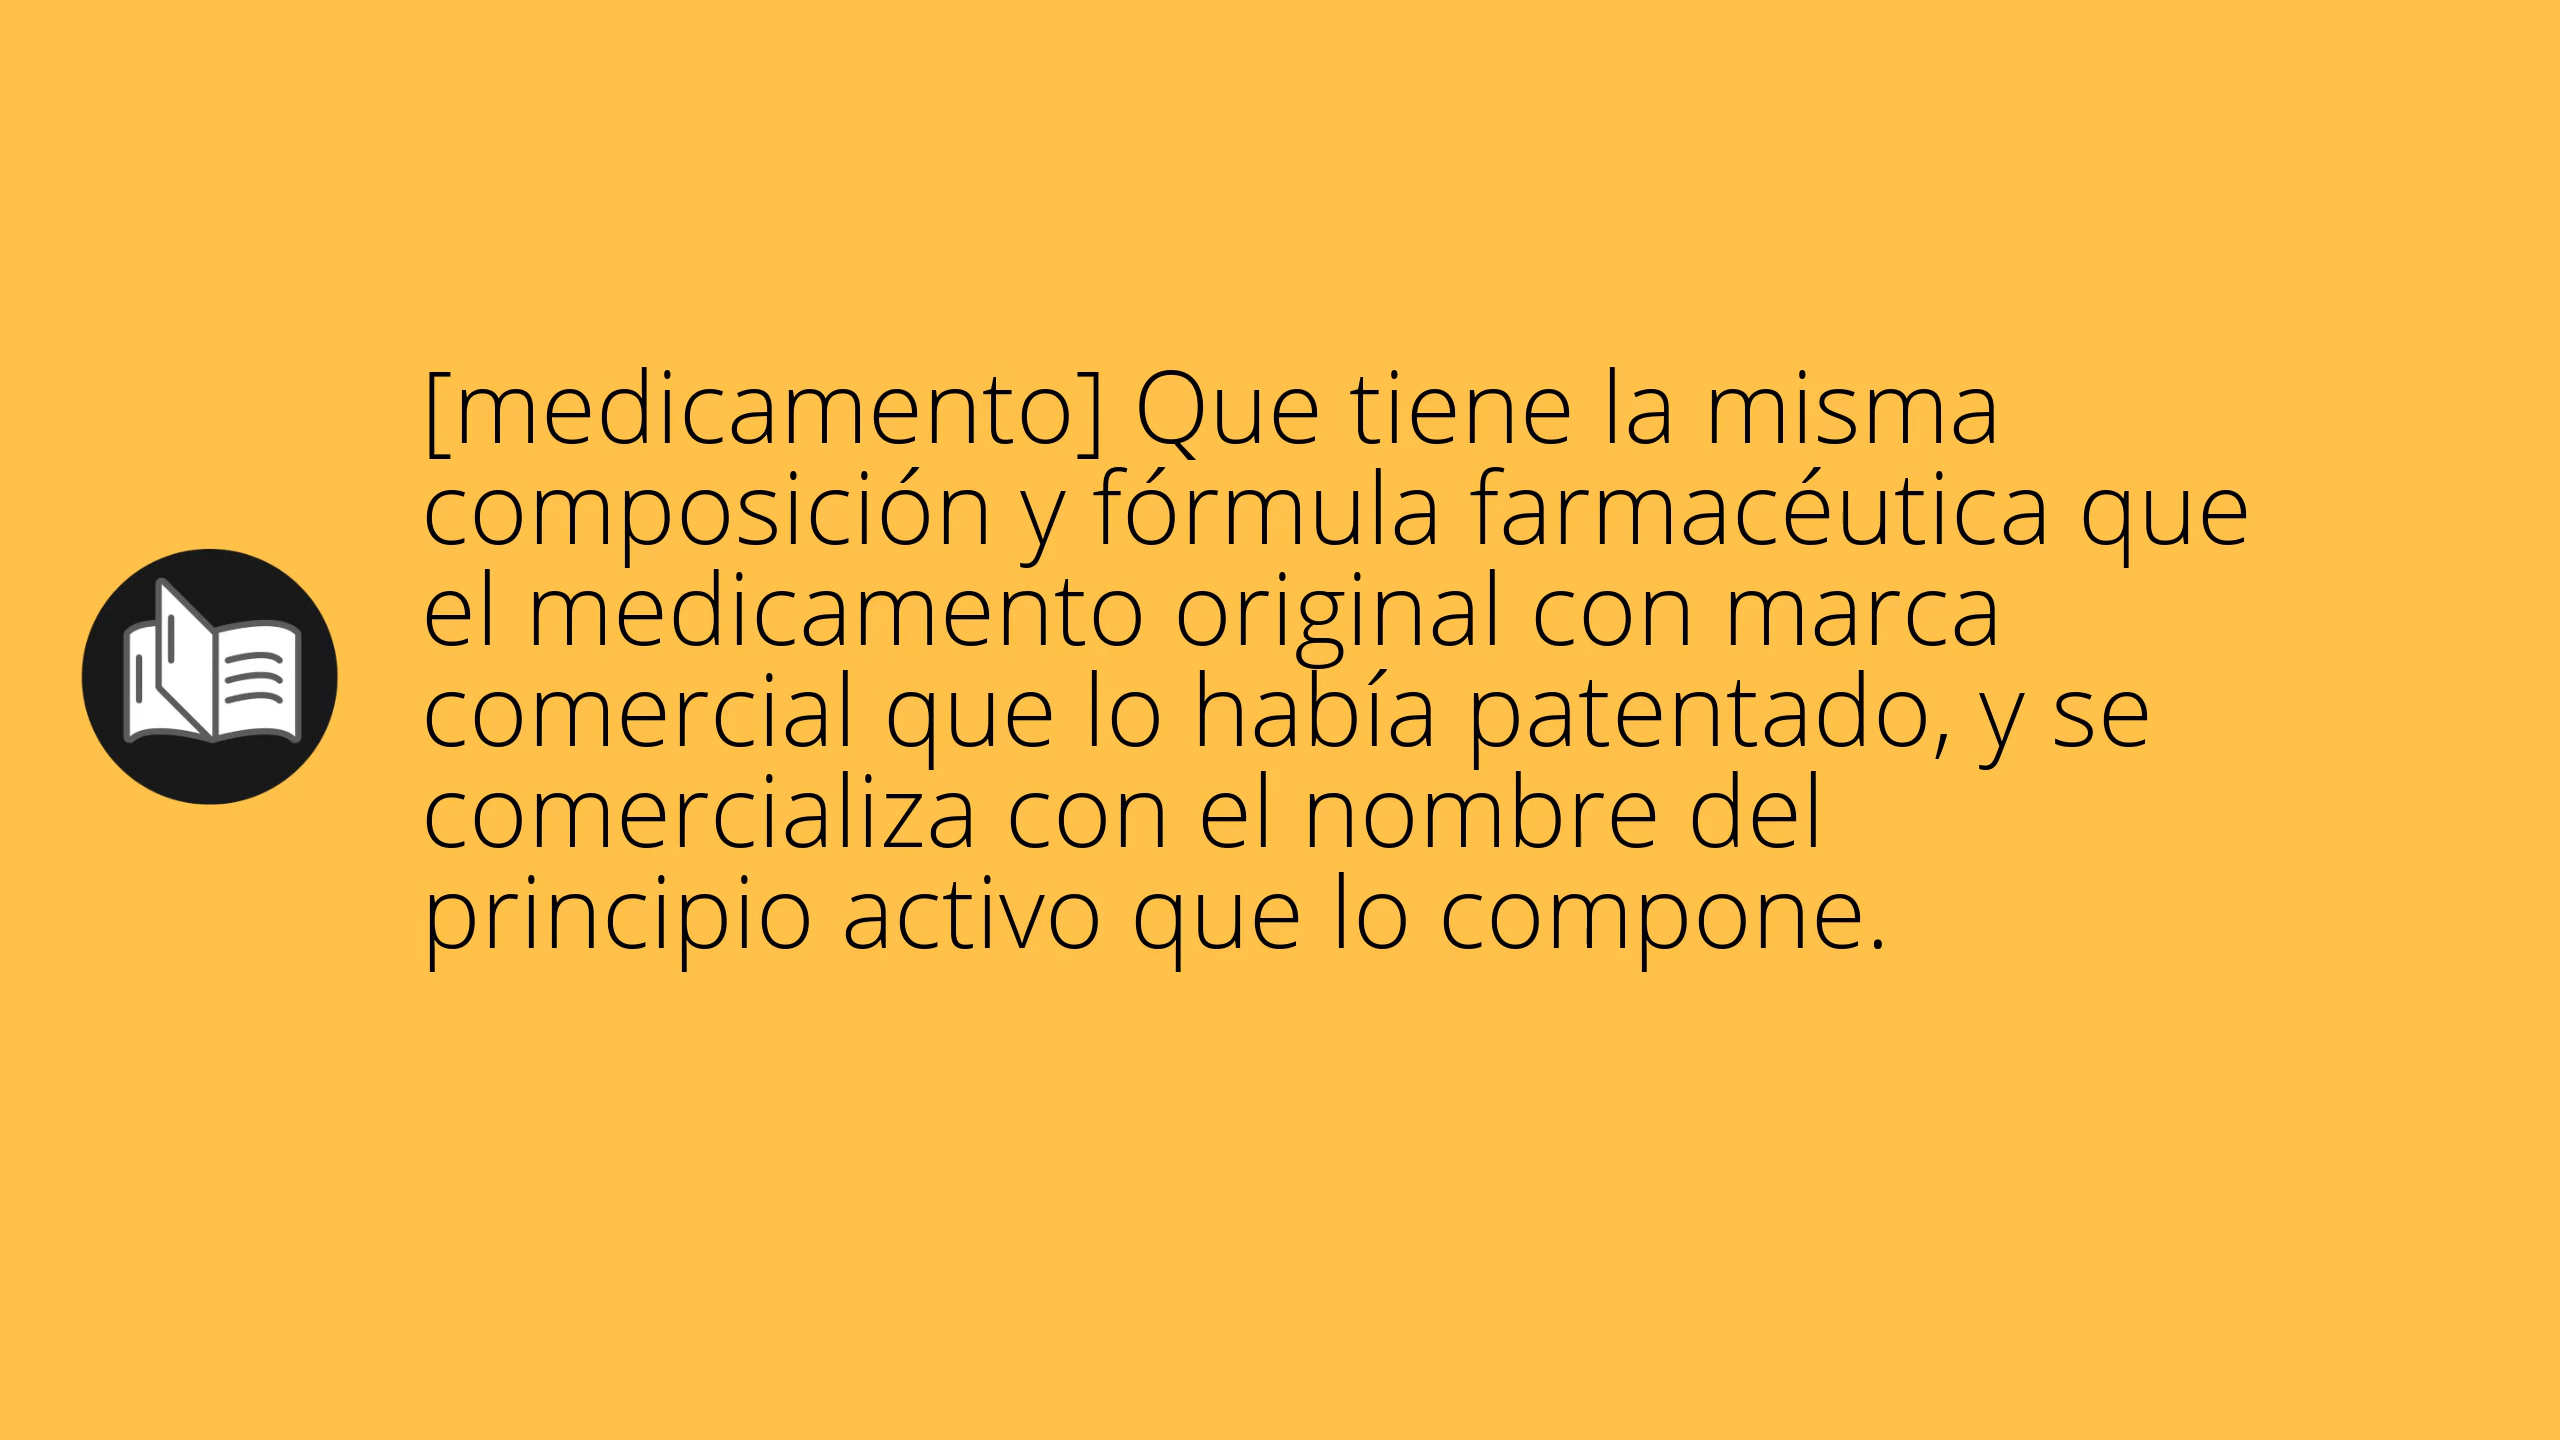 [medicamento] Que tiene la misma
composición y fórmula farmacéutica que
el medicamento original con marca
comercial que lo había patentado, y se
comercializa con el nombre del
principio activo que lo compone.